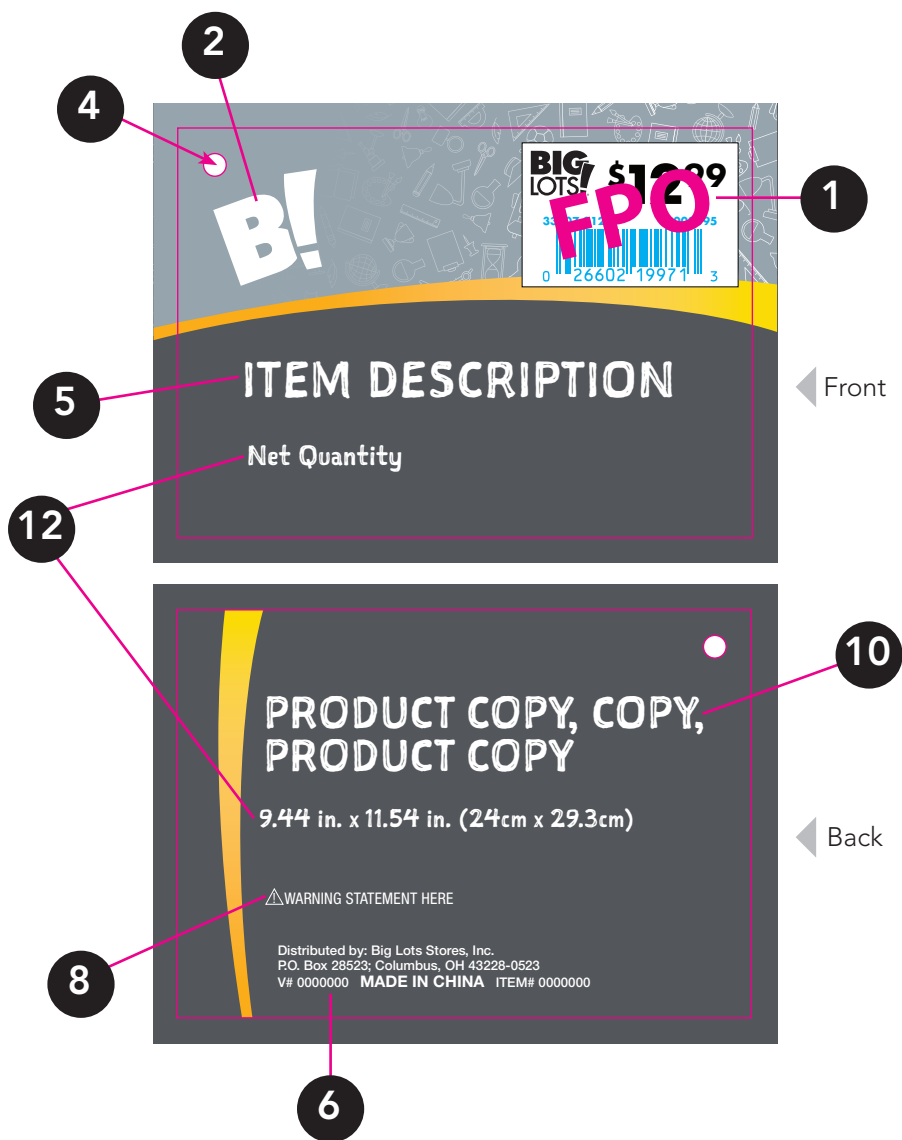 2
4
B!
BIG
LOTS!
$12.99
FPO
1
0 26602 19971 3
ITEM DESCRIPTION
5
Front
Net Quantity
12
10
PRODUCT COPY, COPY,
PRODUCT COPY
9.44 in. x 11.54 in. (24cm x 29.3cm)
Back
⚠WARNING STATEMENT HERE
8
Distributed by: Big Lots Stores, Inc.
P.O. Box 28523; Columbus, OH 43228-0523
V# 0000000 MADE IN CHINA ITEM# 0000000
6